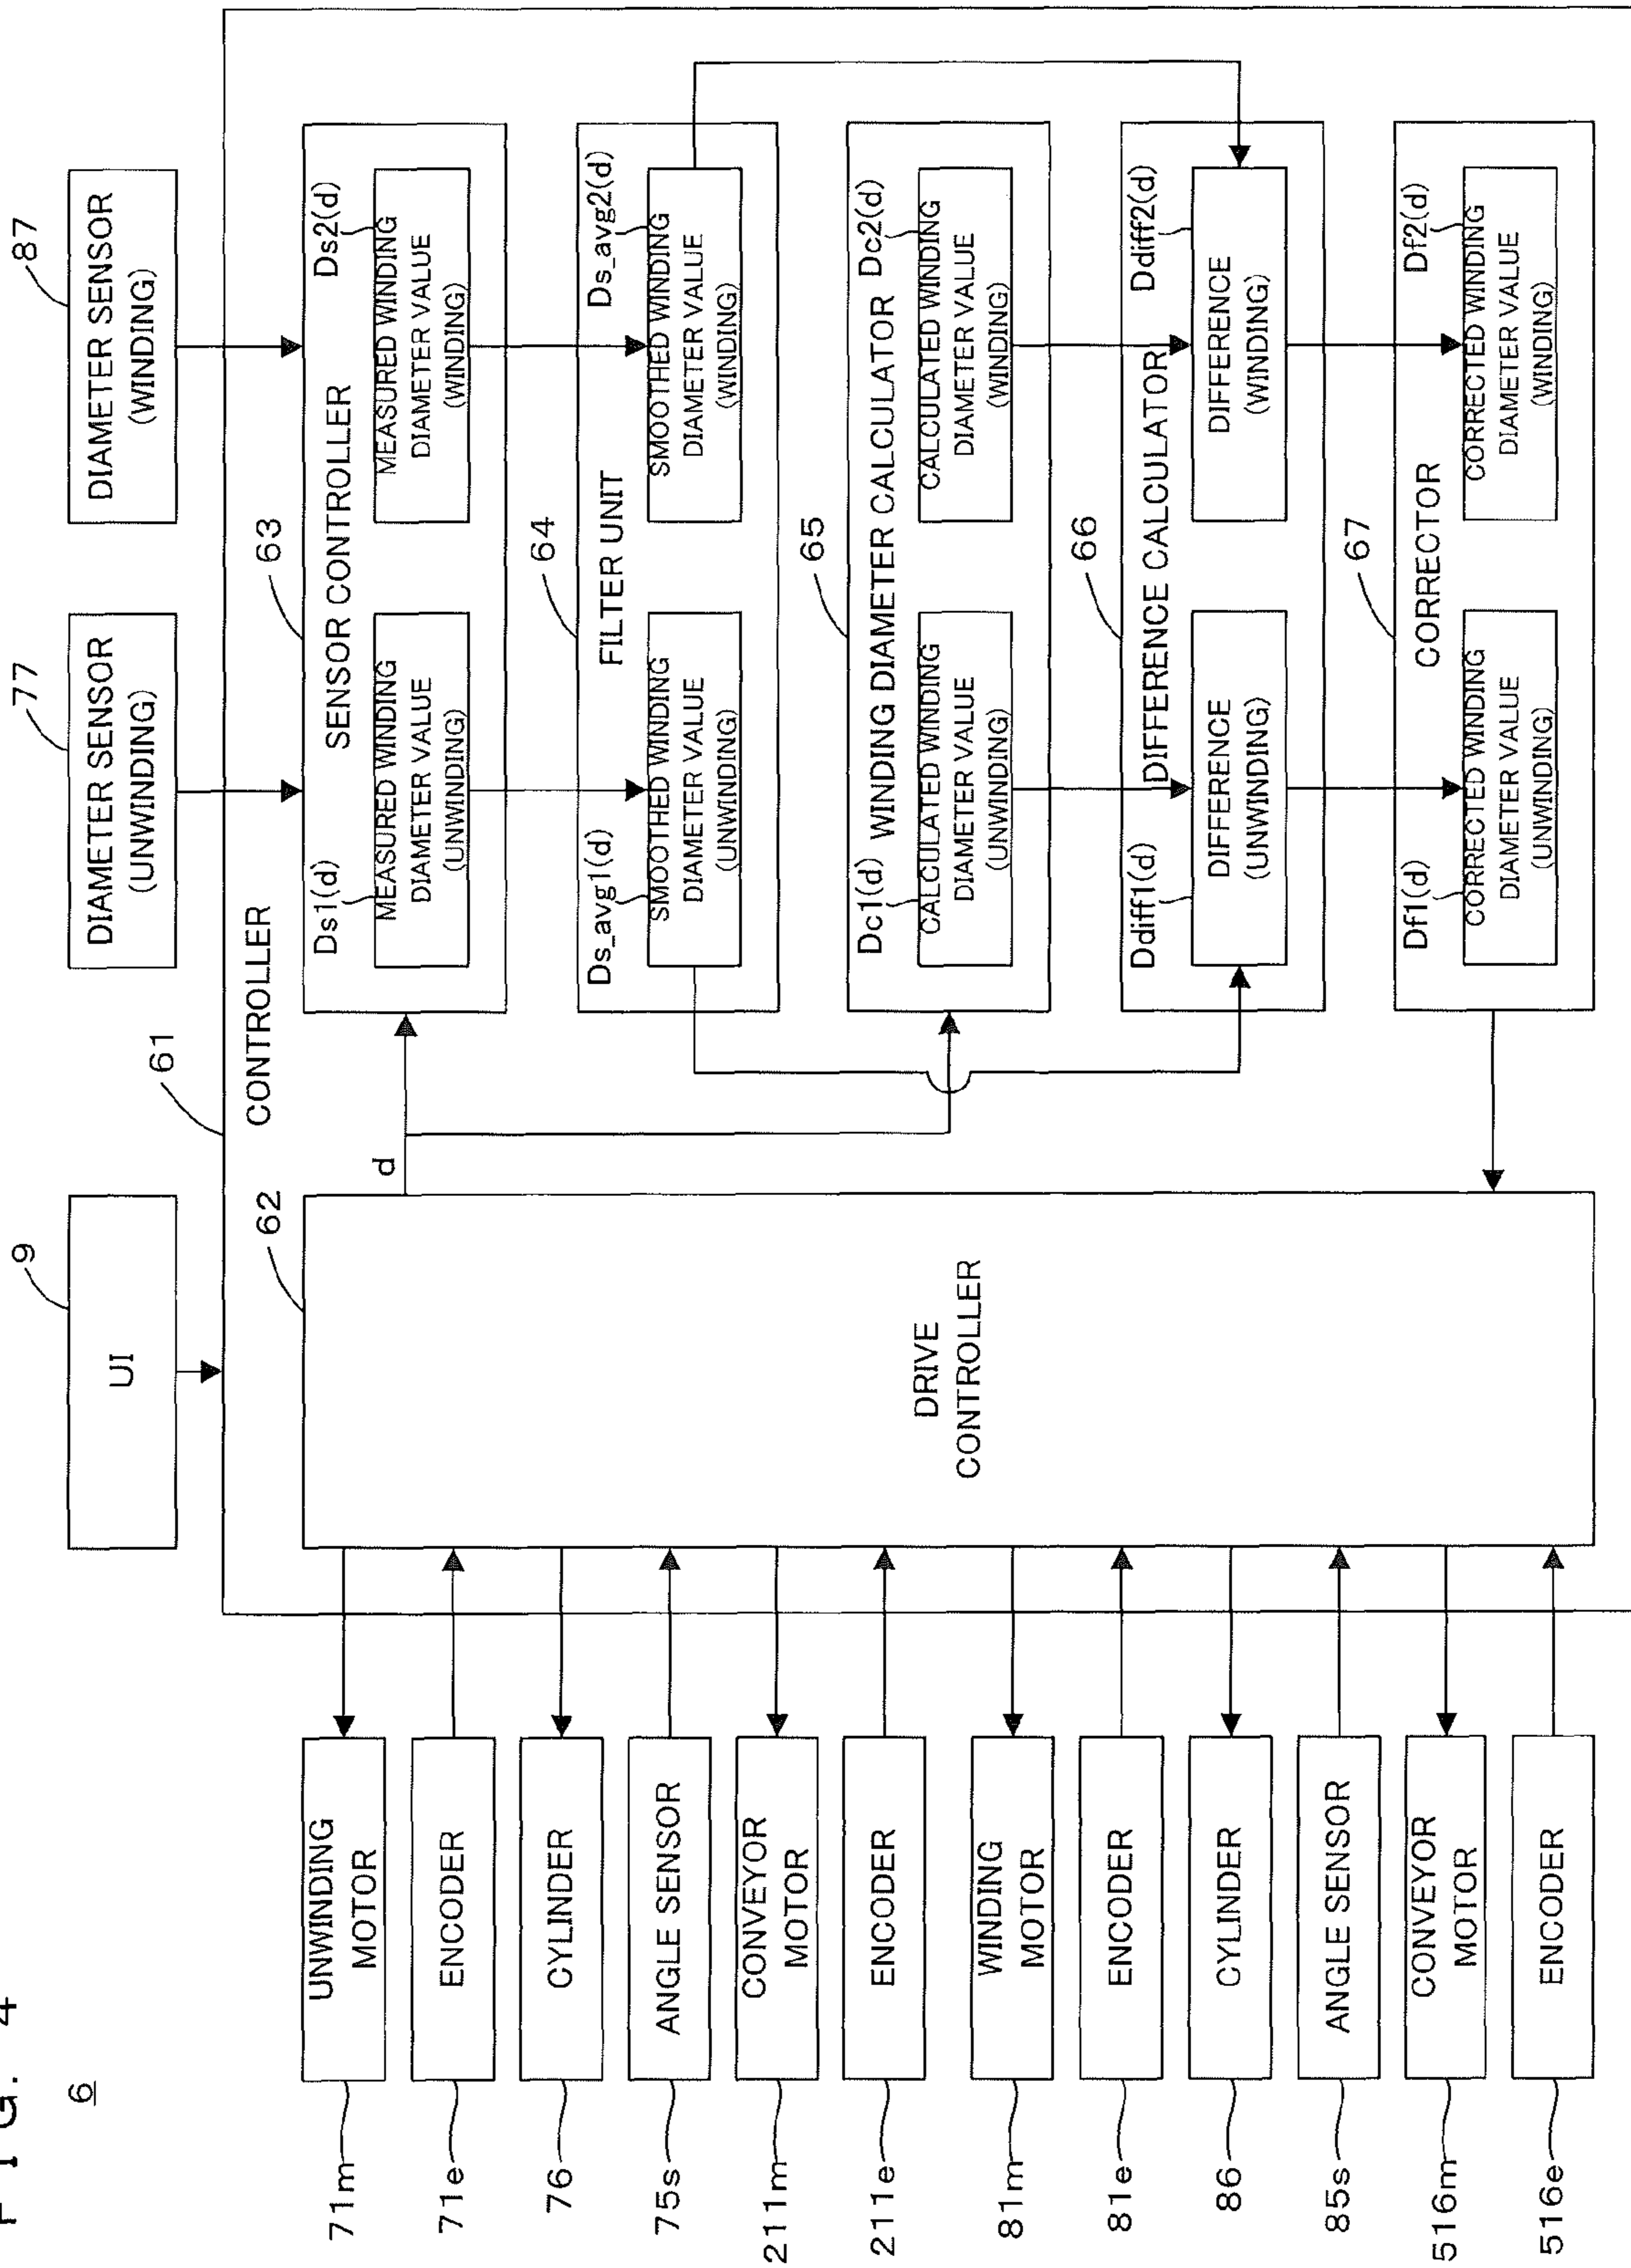 FIG. 4
6
9
UI
77
DIAMETER SENSOR
(UNWINDING)
87
DIAMETER SENSOR
(WINDING)
61
CONTROLLER
62
DRIVE
CONTROLLER
d
63
SENSOR CONTROLLER
Ds1(d)
MEASURED WINDING
DIAMETER VALUE
(UNWINDING)
Ds2(d)
MEASURED WINDING
DIAMETER VALUE
(WINDING)
64
FILTER UNIT
Ds_avg1(d)
SMOOTHED WINDING
DIAMETER VALUE
(UNWINDING)
Ds_avg2(d)
SMOOTHED WINDING
DIAMETER VALUE
(WINDING)
65
WINDING DIAMETER CALCULATOR
Dc1(d)
CALCULATED WINDING
DIAMETER VALUE
(UNWINDING)
Dc2(d)
CALCULATED WINDING
DIAMETER VALUE
(WINDING)
66
DIFFERENCE CALCULATOR
Ddiff1(d)
DIFFERENCE
(UNWINDING)
Ddiff2(d)
DIFFERENCE
(WINDING)
67
CORRECTOR
Df1(d)
CORRECTED WINDING
DIAMETER VALUE
(UNWINDING)
Df2(d)
CORRECTED WINDING
DIAMETER VALUE
(WINDING)
71m
UNWINDING
MOTOR
71e
ENCODER
76
CYLINDER
75s
ANGLE SENSOR
211m
CONVEYOR
MOTOR
211e
ENCODER
81m
WINDING
MOTOR
81e
ENCODER
86
CYLINDER
85s
ANGLE SENSOR
516m
CONVEYOR
MOTOR
516e
ENCODER